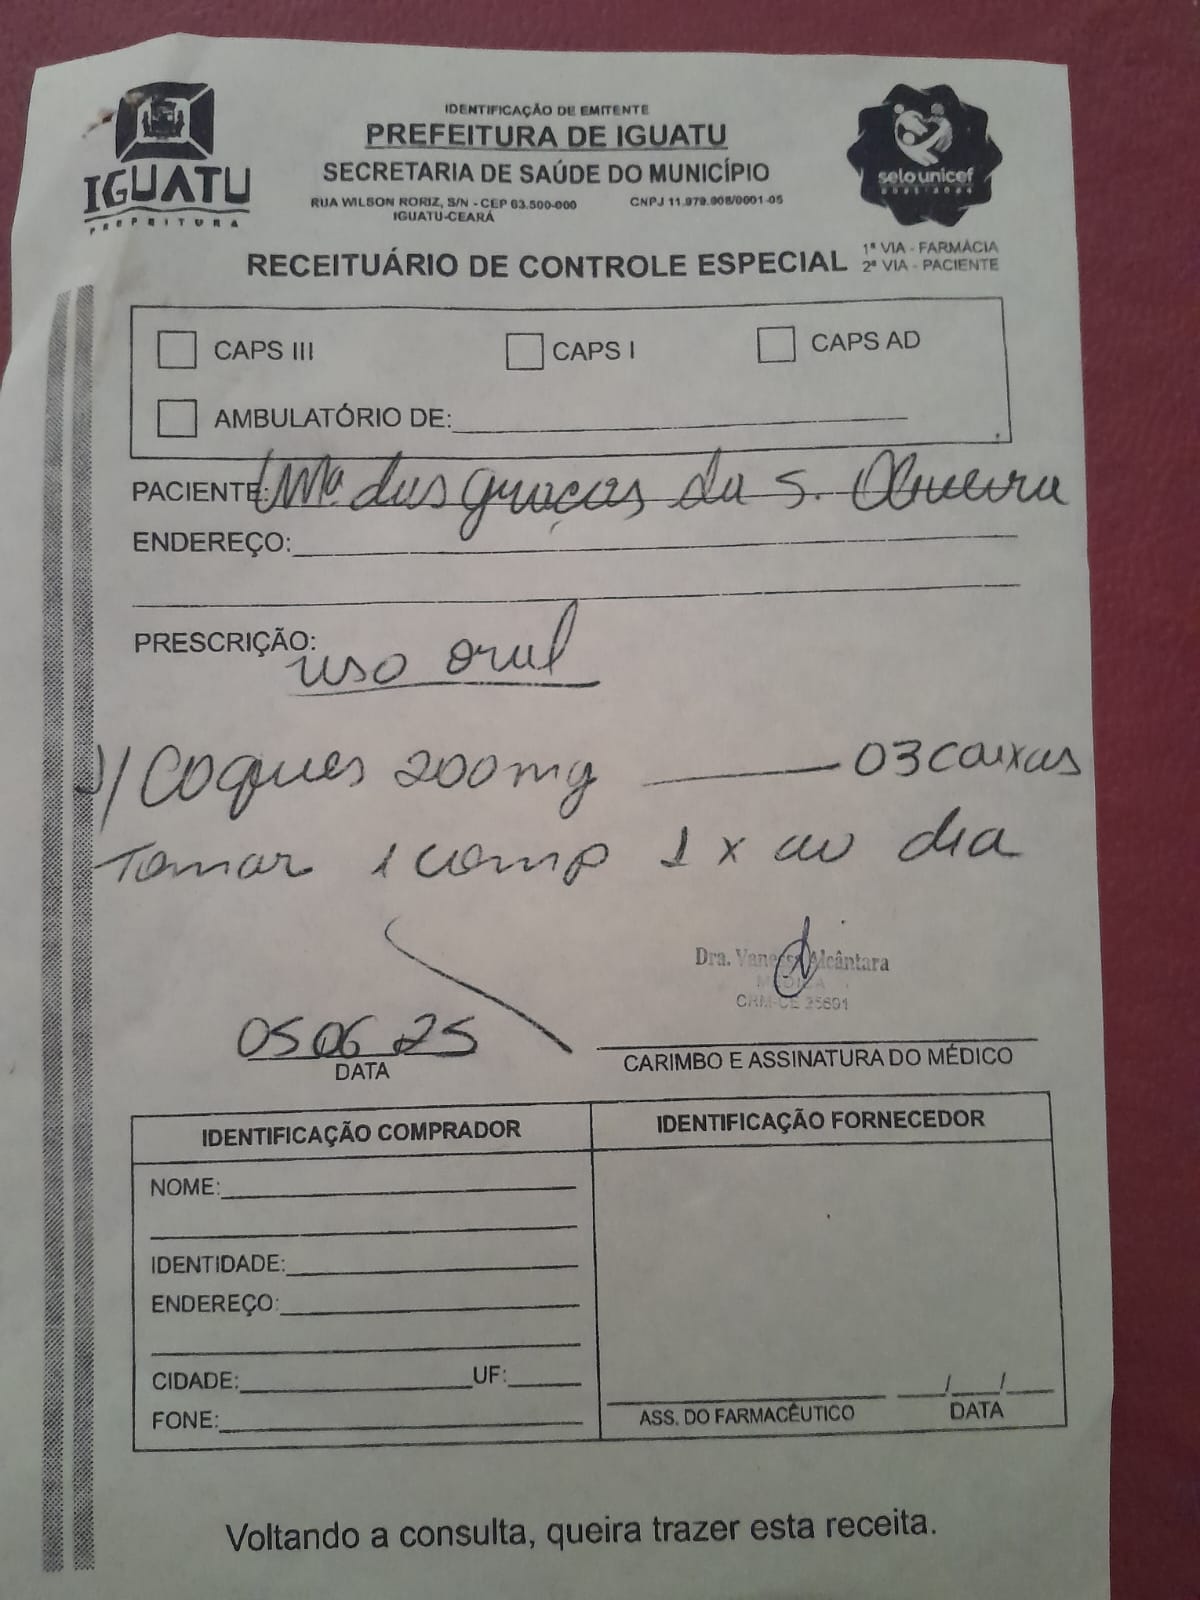 IGUATU
PREFEITURA
IDENTIFICAÇÃO DE EMITENTE
PREFEITURA DE IGUATU
SECRETARIA DE SAÚDE DO MUNICÍPIO
RUA WILSON RORIZ, S/N - CEP 63.500-000 CNPJ 11.979.908/0001-05
IGUATU-CEARÁ
selo unicef
RECEITUÁRIO DE CONTROLE ESPECIAL
1ª VIA - FARMÁCIA
2ª VIA - PACIENTE
CAPS III CAPS I CAPS AD
AMBULATÓRIO DE:
PACIENTE: Mª das graças da S. Oliveira
ENDEREÇO:
PRESCRIÇÃO:
uso oral
Coques 200mg 03 caixas
Tomar 1 comp 1 x ao dia
Dra. Vanessa Alcântara
MÉDICA
CRM-CE 25691
05 06 25
DATA
CARIMBO E ASSINATURA DO MÉDICO
IDENTIFICAÇÃO COMPRADOR
IDENTIFICAÇÃO FORNECEDOR
NOME:
IDENTIDADE:
ENDEREÇO:
CIDADE: UF:
FONE:
ASS. DO FARMACÊUTICO
/ /
DATA
Voltando a consulta, queira trazer esta receita.